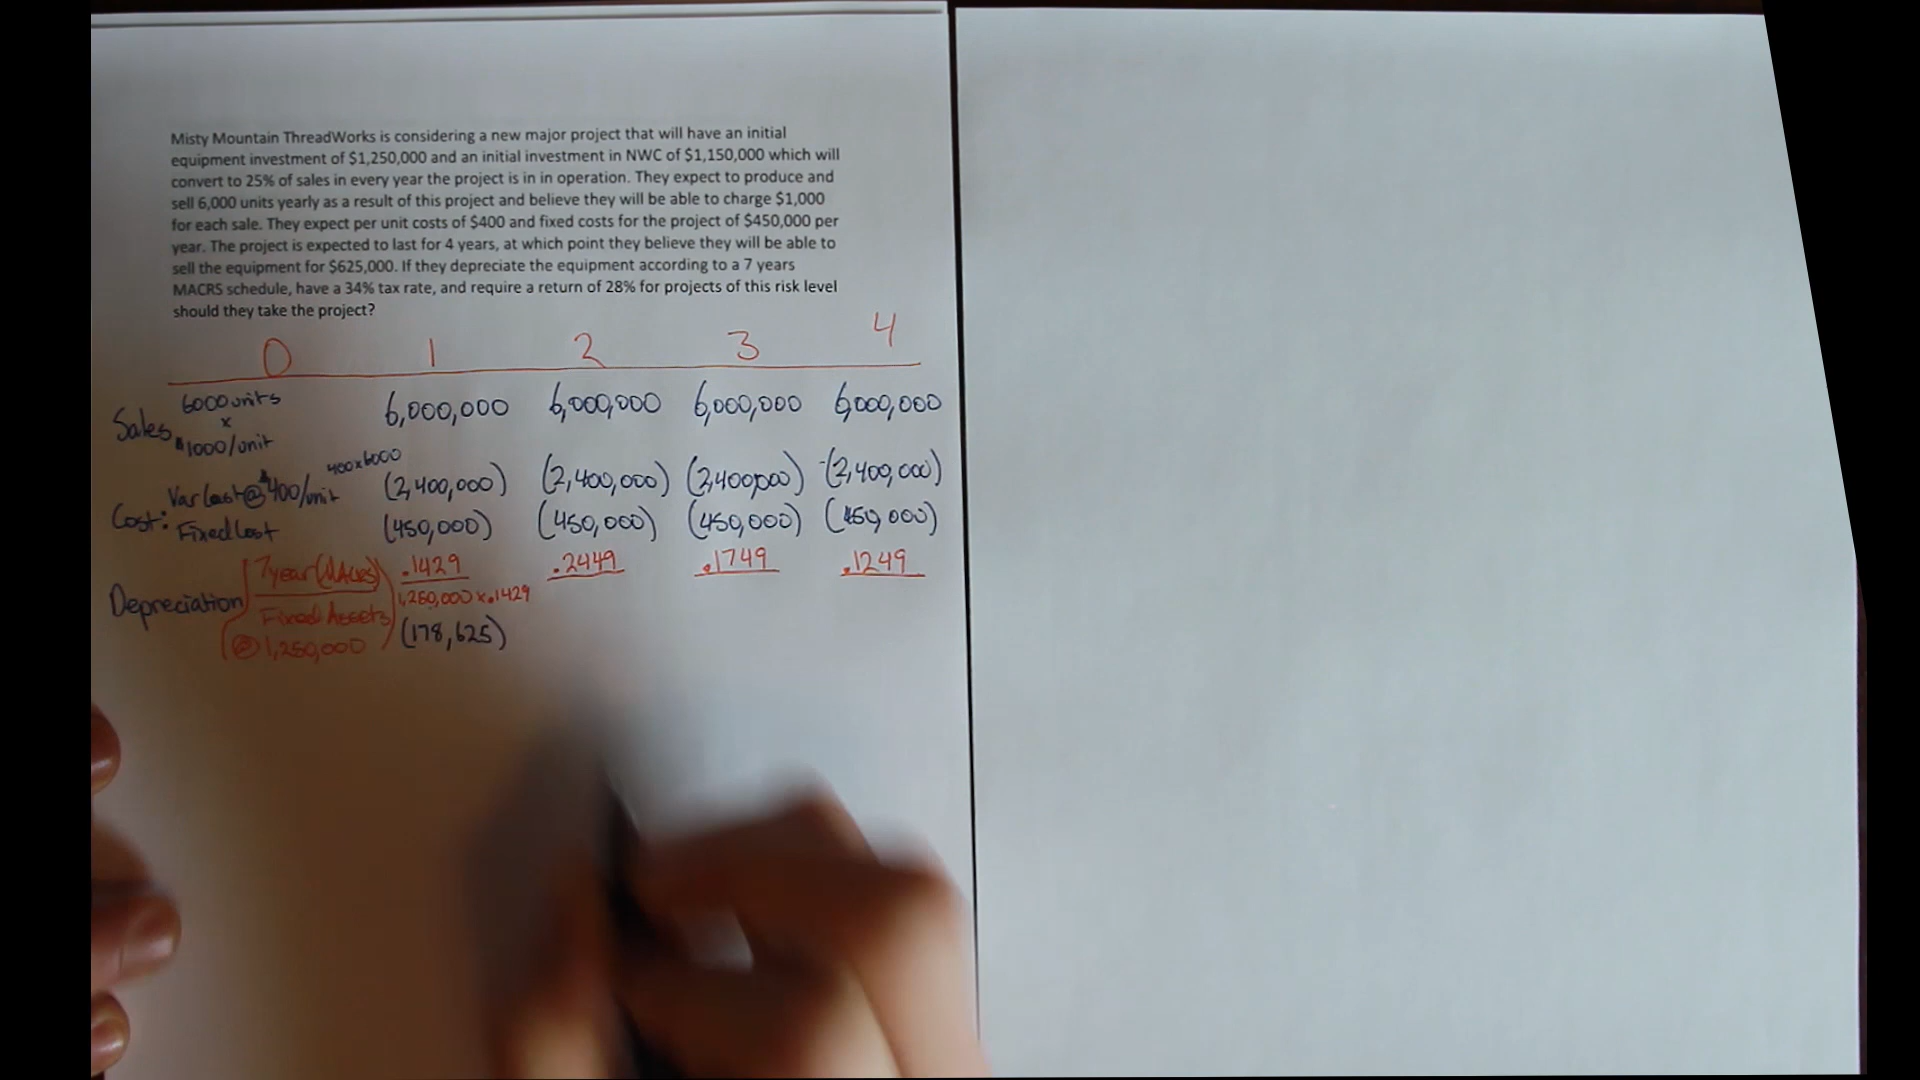 Misty Mountain ThreadWorks is considering a new major project that will have an initial
equipment investment of $1,250,000 and an initial investment in NWC of $1,150,000 which will
convert to 25% of sales in every year the project is in in operation. They expect to produce and
sell 6,000 units yearly as a result of this project and believe they will be able to charge $1,000
for each sale. They expect per unit costs of $400 and fixed costs for the project of $450,000 per
year. The project is expected to last for 4 years, at which point they believe they will be able to
sell the equipment for $625,000. If they depreciate the equipment according to a 7 years
MACRS schedule, have a 34% tax rate, and require a return of 28% for projects of this risk level
should they take the project?
0 1 2 3 4
6000 units
x
$1000/unit
Sales 6,000,000 6,000,000 6,000,000 6,000,000
400x6000
Var Cost@$400/unit (2,400,000) (2,400,000) (2,400,000) (2,400,000)
Cost: Fixed Cost (450,000) (450,000) (450,000) (450,000)
7year (MACRS) .1429 .2449 .1749 .1249
Depreciation Fixed Assets 1,250,000 x .1429
@ 1,250,000 (178,625)